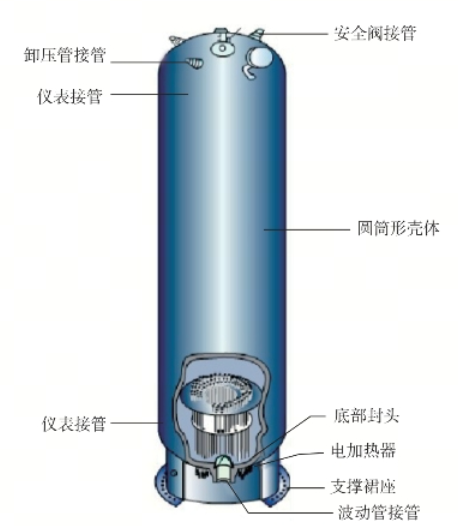 安全阀接管
卸压管接管
仪表接管
圆筒形壳体
仪表接管
底部封头
电加热器
支撑裙座
波动管接管